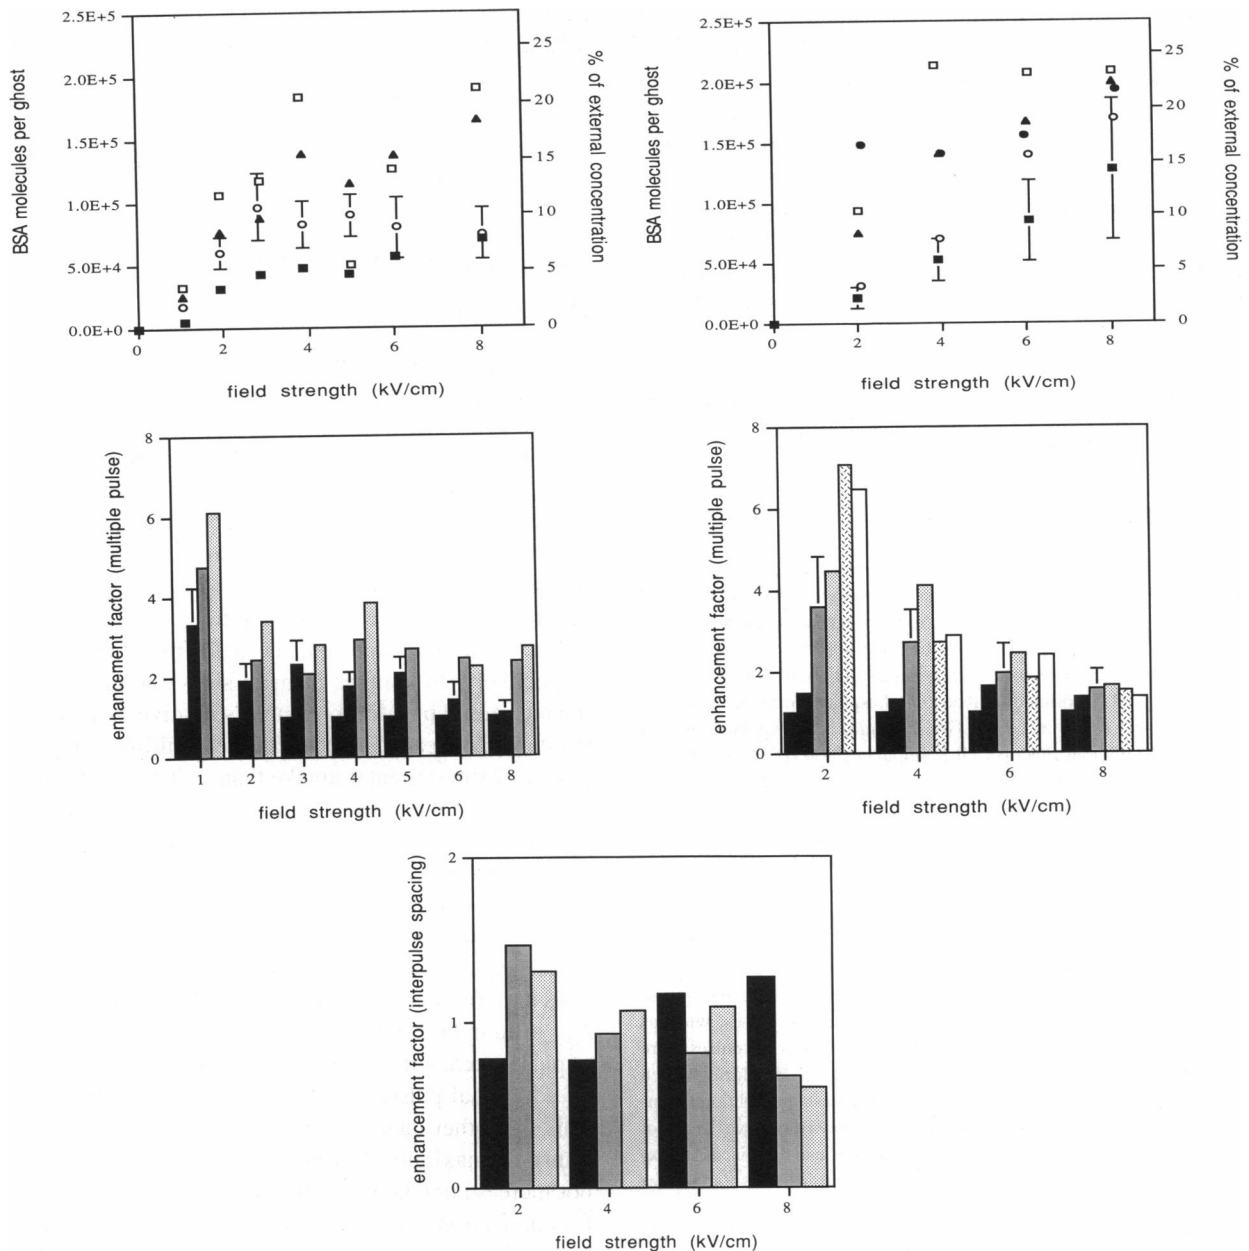 2.5E+5
2.0E+5
1.5E+5
1.0E+5
5.0E+4
0.0E+0
BSA molecules per ghost
25
20
15
10
5
0
% of external concentration
0 2 4 6 8
field strength (kV/cm)
2.5E+5
2.0E+5
1.5E+5
1.0E+5
5.0E+4
0.0E+0
BSA molecules per ghost
25
20
15
10
5
0
% of external concentration
0 2 4 6 8
field strength (kV/cm)
8
6
4
2
0
enhancement factor (multiple pulse)
1 2 3 4 5 6 8
field strength (kV/cm)
8
6
4
2
0
enhancement factor (multiple pulse)
2 4 6 8
field strength (kV/cm)
2
1
0
enhancement factor (interpulse spacing)
2 4 6 8
field strength (kV/cm)